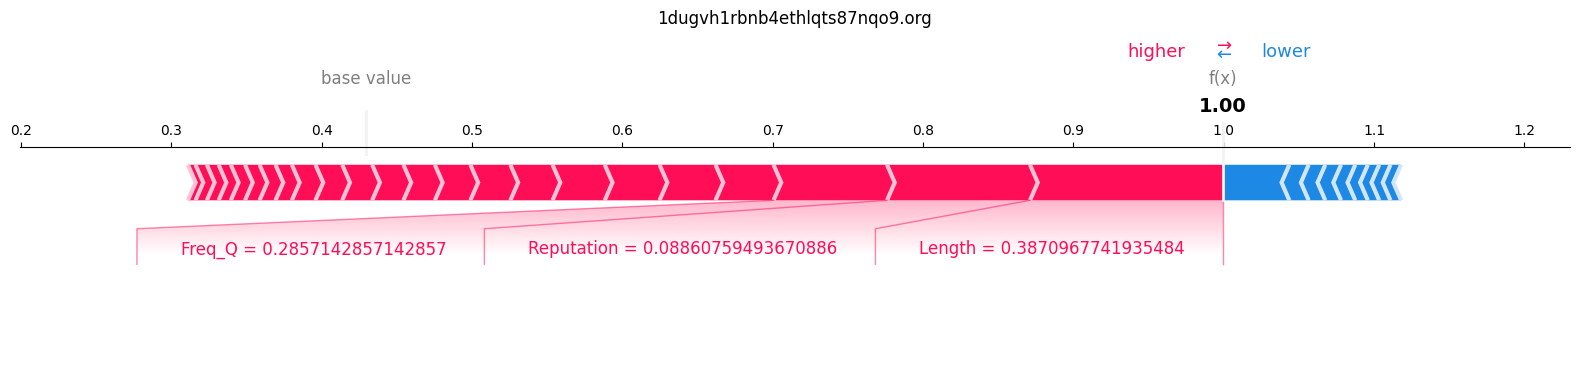 1dugvh1rbnb4ethlqts87nqo9.org
higher → ← lower
base value f(x)
1.00
0.2 0.3 0.4 0.5 0.6 0.7 0.8 0.9 1.0 1.1 1.2
Freq_Q = 0.2857142857142857 Reputation = 0.08860759493670886 Length = 0.3870967741935484